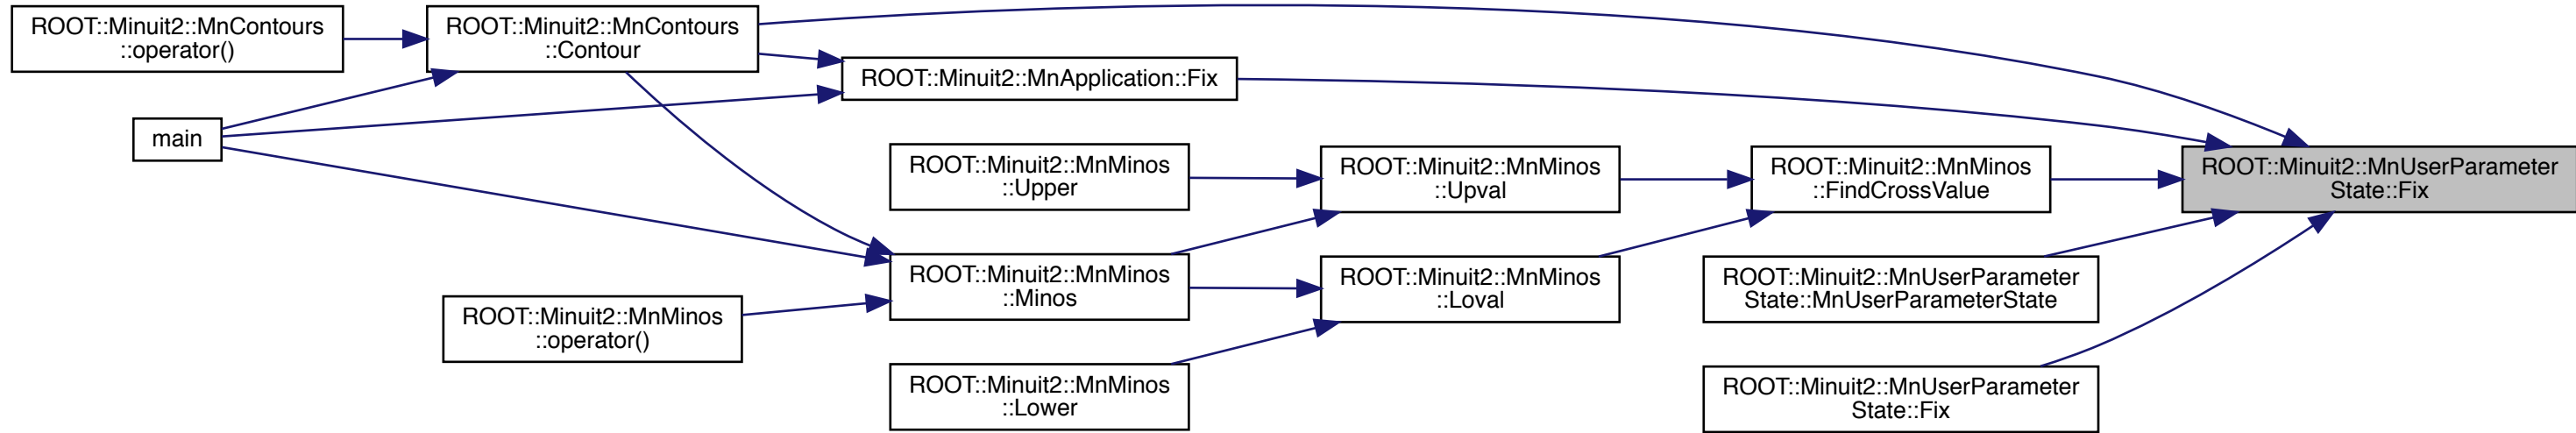 ROOT::Minuit2::MnContours
::operator()
ROOT::Minuit2::MnContours
::Contour
ROOT::Minuit2::MnApplication::Fix
main
ROOT::Minuit2::MnMinos
::Upper
ROOT::Minuit2::MnMinos
::Upval
ROOT::Minuit2::MnMinos
::FindCrossValue
ROOT::Minuit2::MnUserParameter
State::Fix
ROOT::Minuit2::MnMinos
::Minos
ROOT::Minuit2::MnMinos
::Loval
ROOT::Minuit2::MnUserParameter
State::MnUserParameterState
ROOT::Minuit2::MnMinos
::operator()
ROOT::Minuit2::MnMinos
::Lower
ROOT::Minuit2::MnUserParameter
State::Fix